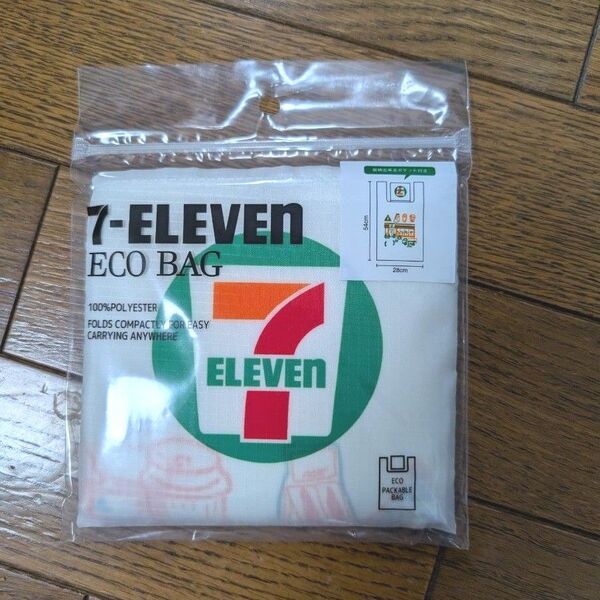 7-ELEVEn
ECO BAG
100%POLYESTER
FOLDS COMPACTLY FOR EASY
CARRYING ANYWHERE
54cm
28cm
7
ELEVEn
ECO
PACKABLE
BAG